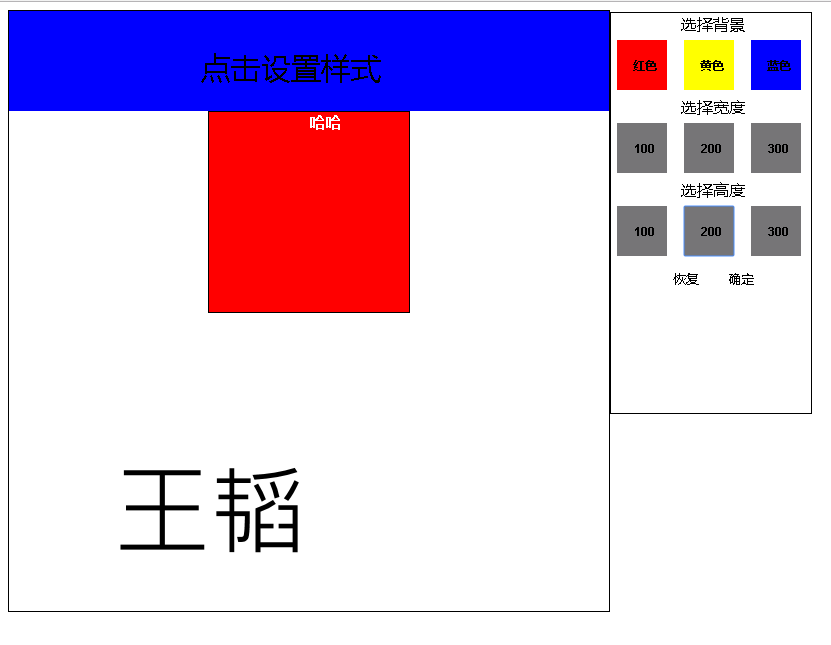 点击设置样式
哈哈
王韬
选择背景
红色 黄色 蓝色
选择宽度
100 200 300
选择高度
100 200 300
恢复 确定